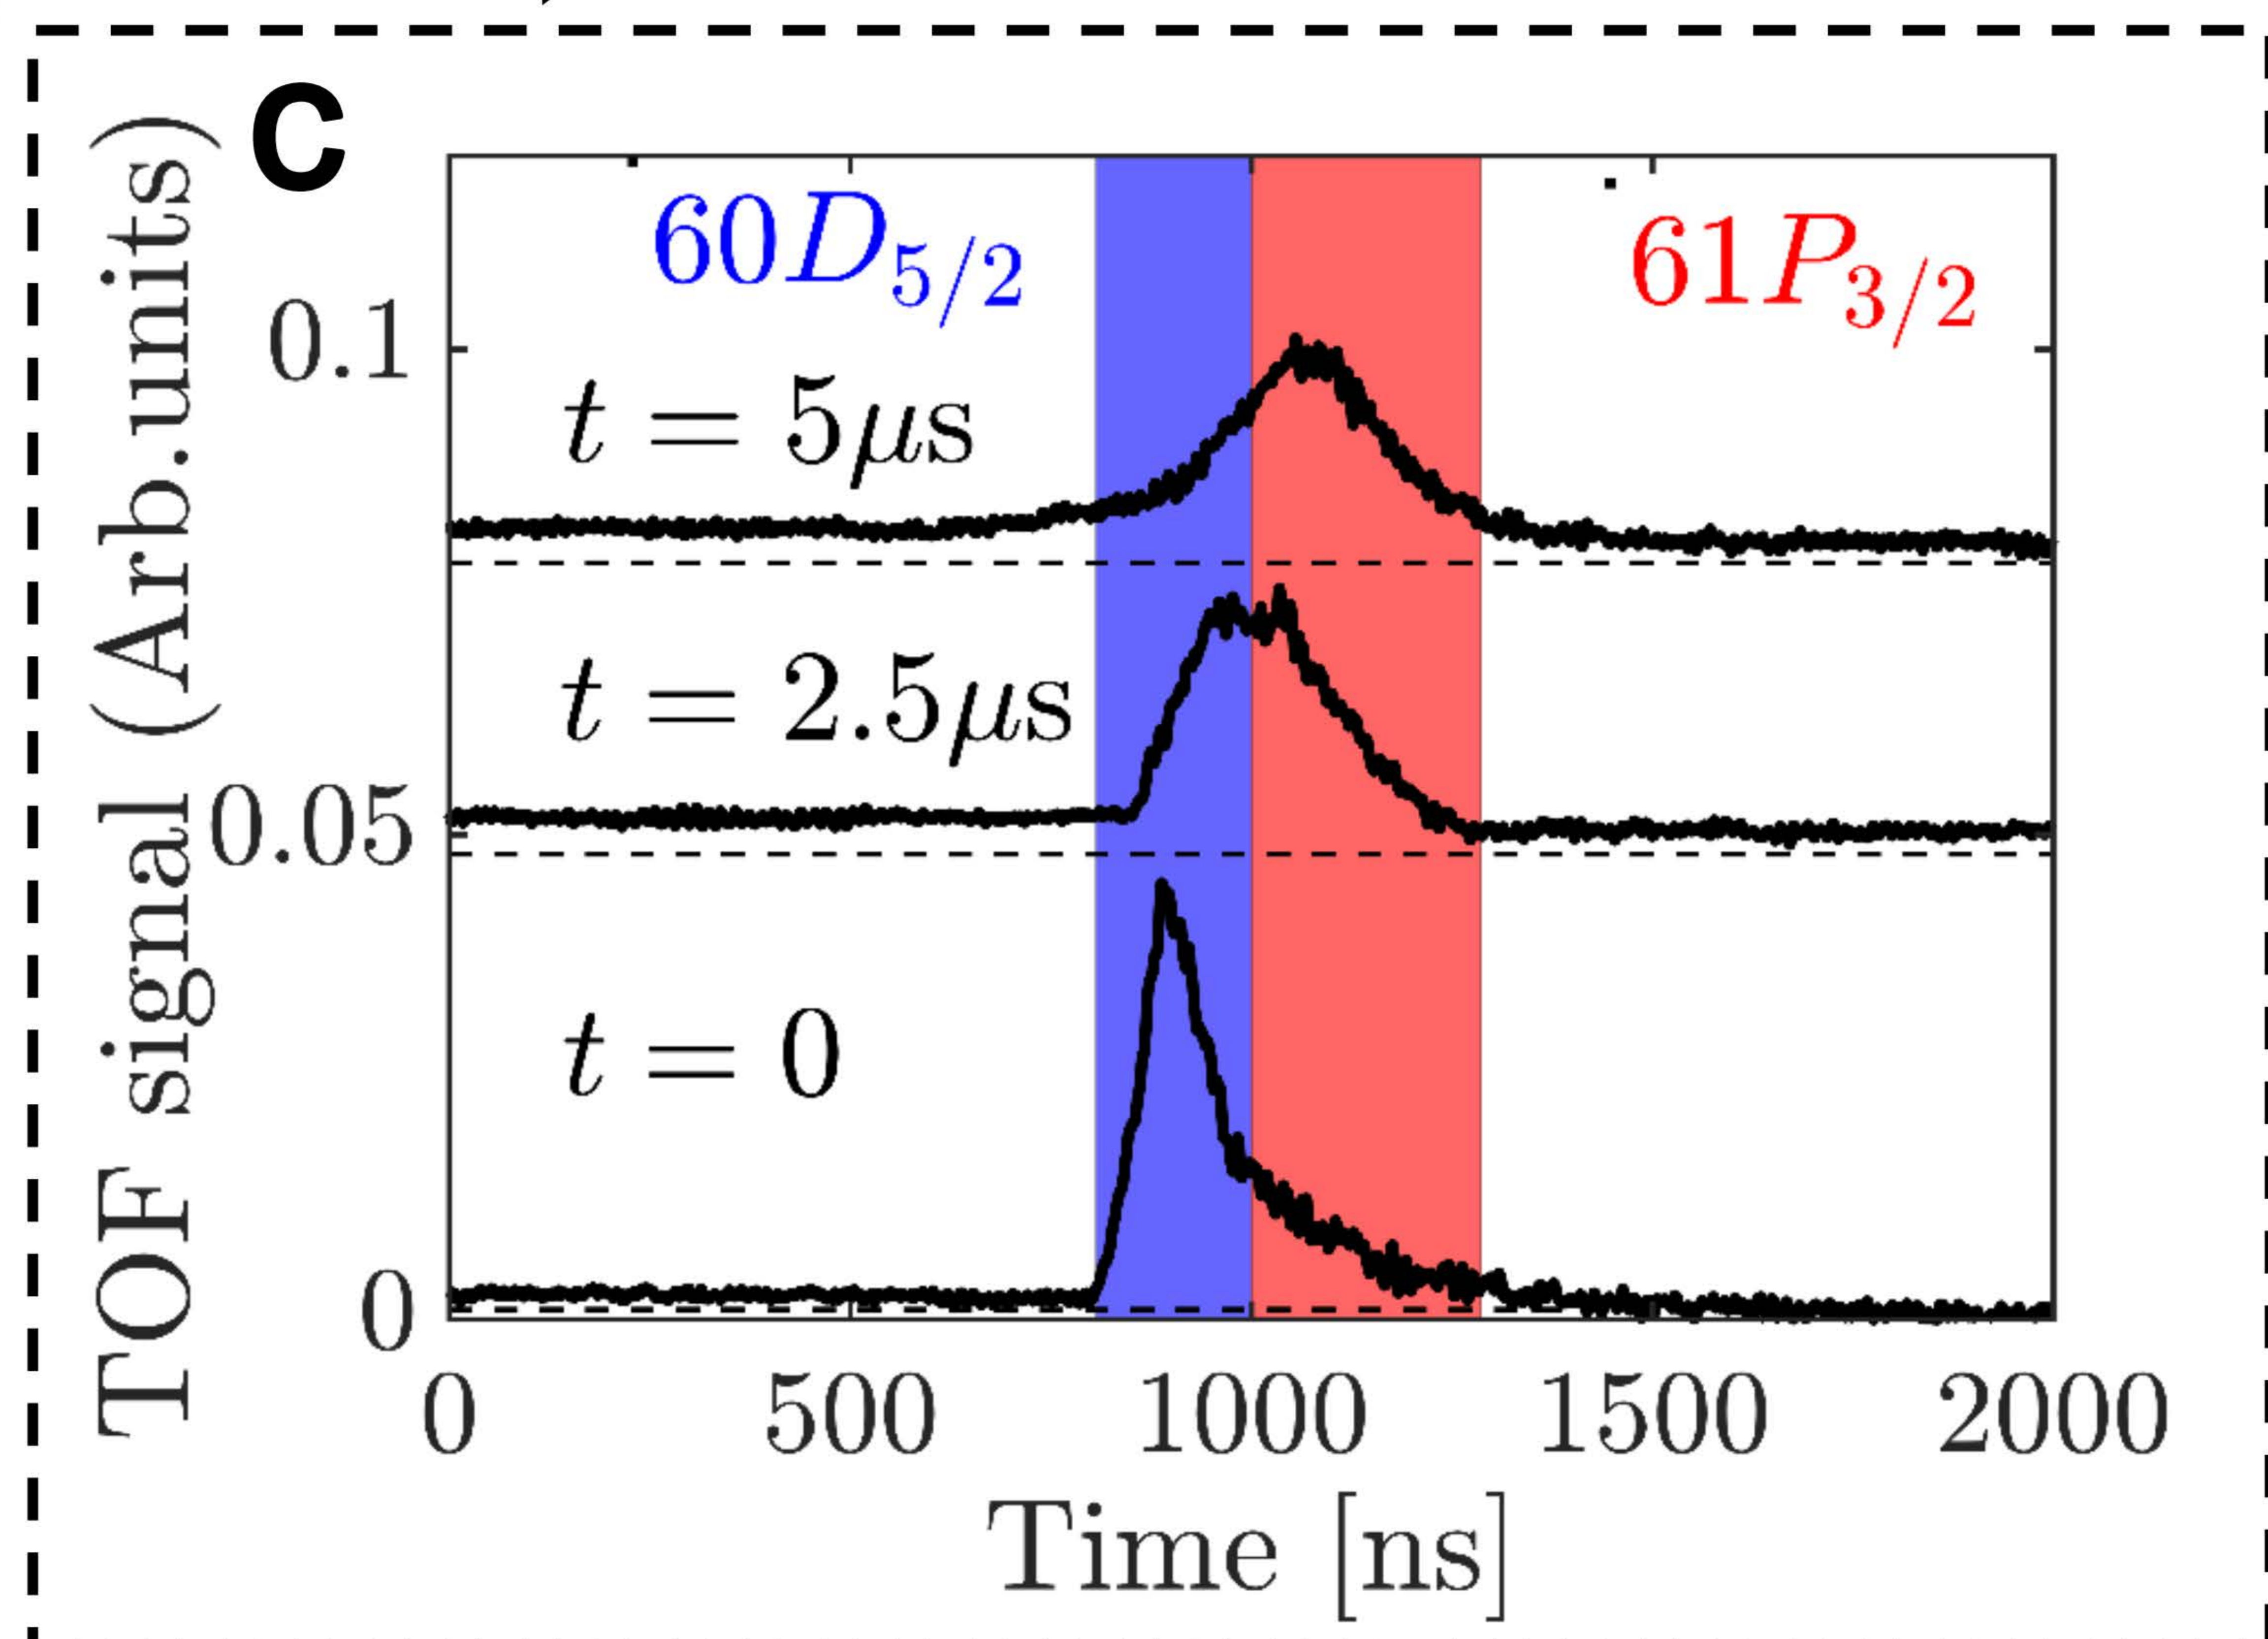 C
TOF signal (Arb.units)
60D5/2
61P3/2
0.1
t = 5μs
t = 2.5μs
0.05
t = 0
0
0 500 1000 1500 2000
Time [ns]